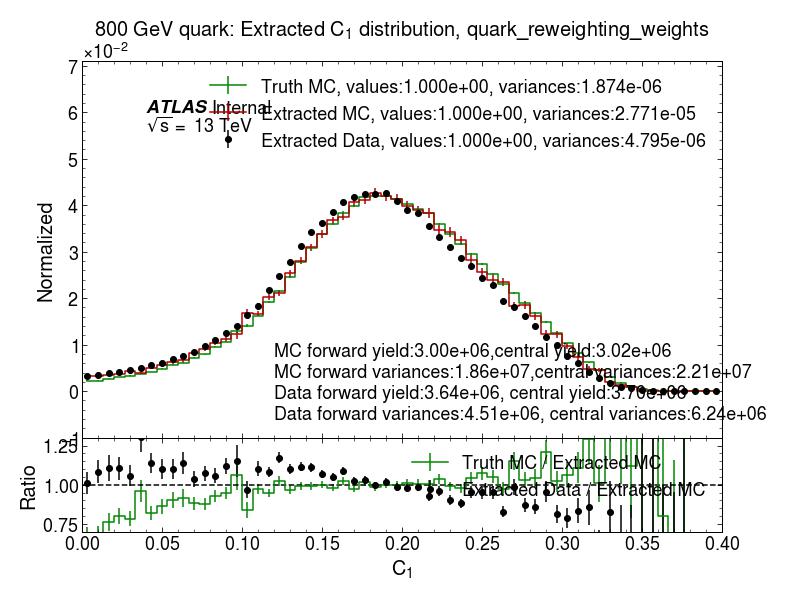 800 GeV quark: Extracted C₁ distribution, quark_reweighting_weights
×10⁻²
Truth MC, values:1.000e+00, variances:1.874e-06
ATLAS Internal
Extracted MC, values:1.000e+00, variances:2.771e-05
√s = 13 TeV
Extracted Data, values:1.000e+00, variances:4.795e-06
7
6
5
4
3
2
1
0
Normalized
MC forward yield:3.00e+06,central yield:3.02e+06
MC forward variances:1.86e+07,central variances:2.21e+07
Data forward yield:3.64e+06, central yield:3.70e+06
Data forward variances:4.51e+06, central variances:6.24e+06
1.25
1.00
0.75
Ratio
Truth MC / Extracted MC
Extracted Data / Extracted MC
0.00 0.05 0.10 0.15 0.20 0.25 0.30 0.35 0.40
C₁